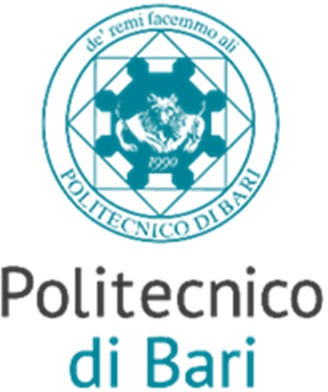 de' remi facemmo ali
1990
POLITECNICO DI BARI
Politecnico
di Bari